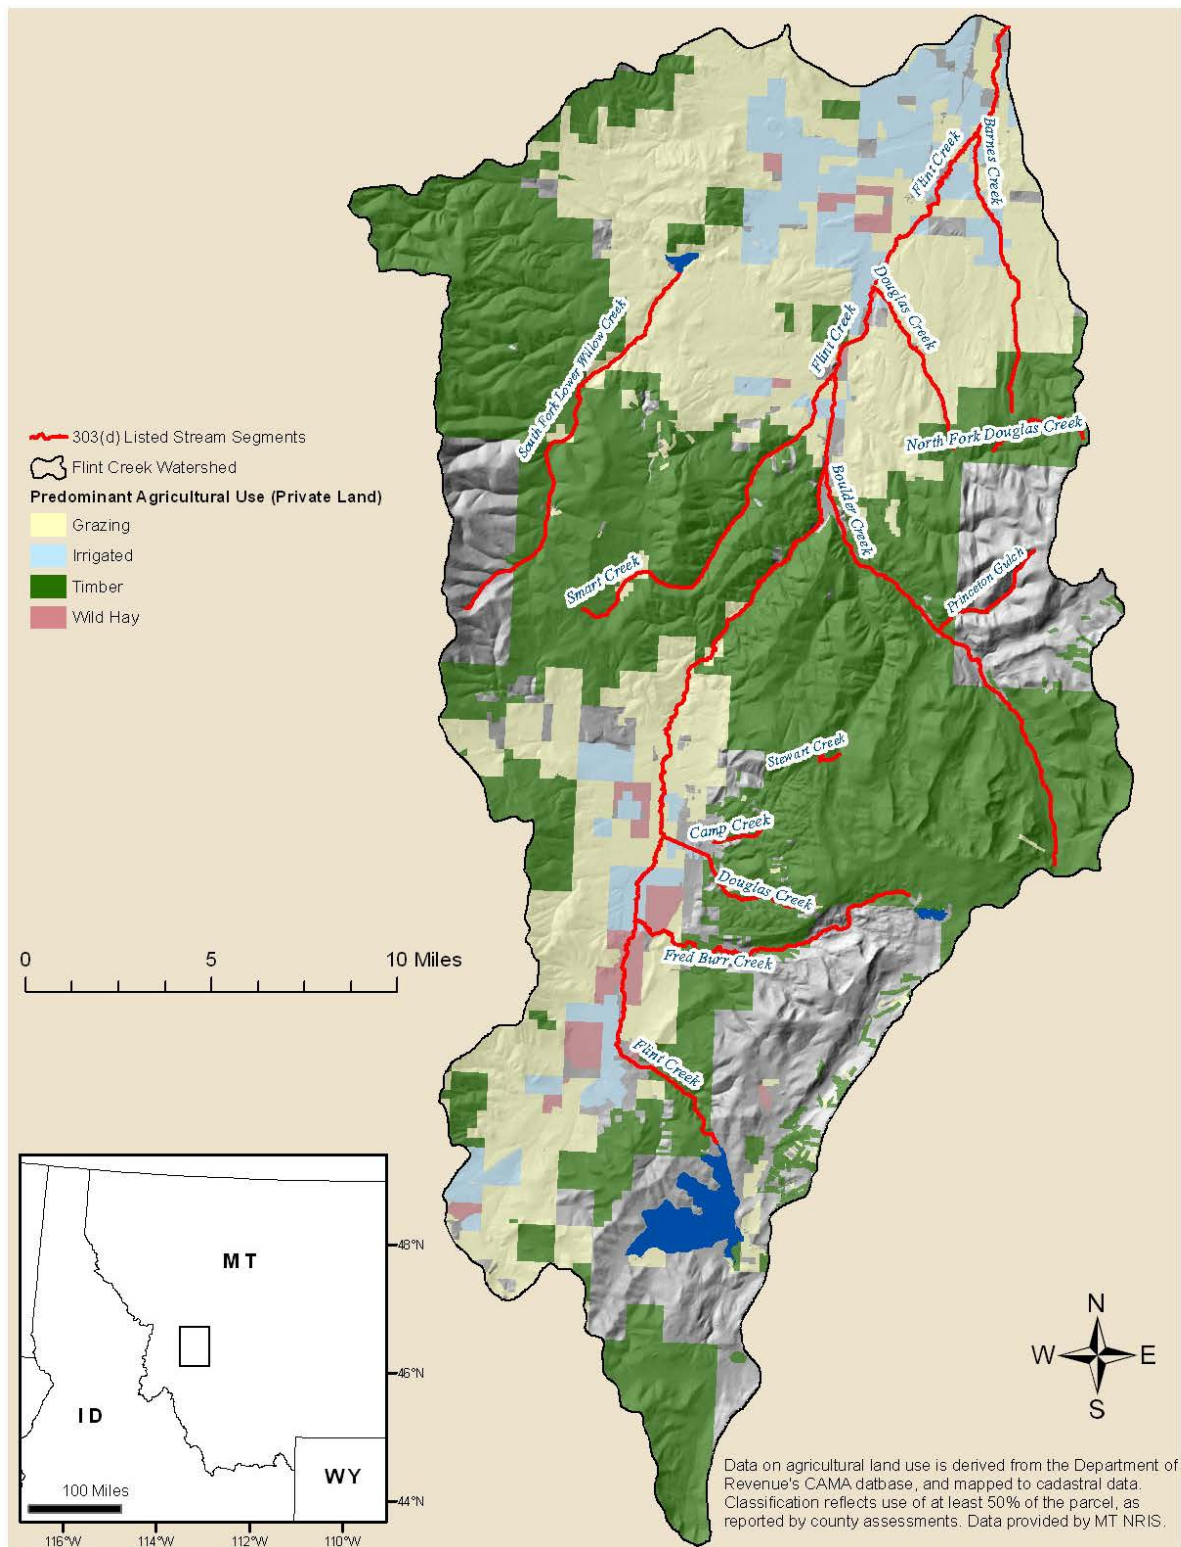 Barnes Creek
Flint Creek
Douglas Creek
Flint Creek
South Fork Lower Willow Creek
North Fork Douglas Creek
303(d) Listed Stream Segments
Flint Creek Watershed
Predominant Agricultural Use (Private Land)
Grazing
Irrigated
Timber
Wild Hay
Boulder Creek
Smart Creek
Princeton Gulch
Stewart Creek
Camp Creek
Douglas Creek
Fred Burr Creek
0 5 10 Miles
Flint Creek
MT
ID
WY
100 Miles
48°N
46°N
44°N
116°W 114°W 112°W 110°W
N
W E
S
Data on agricultural land use is derived from the Department of
Revenue's CAMA datbase, and mapped to cadastral data.
Classification reflects use of at least 50% of the parcel, as
reported by county assessments. Data provided by MT NRIS.